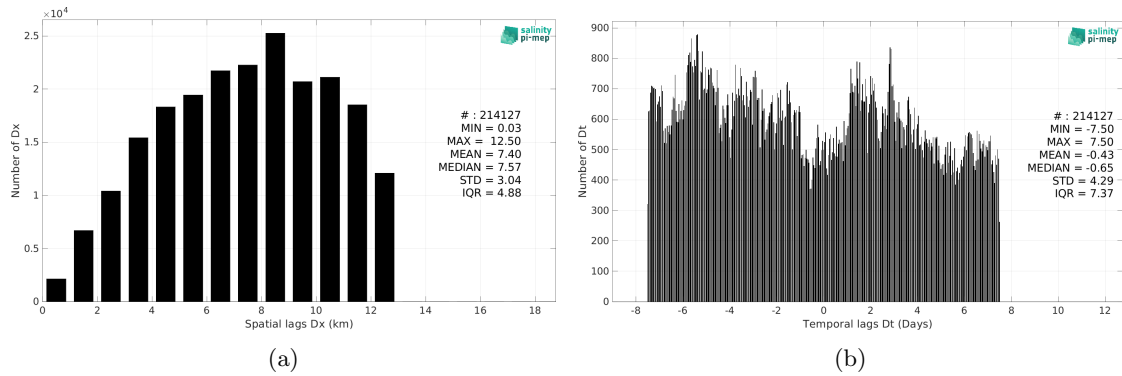 ×10⁴
2.5
2
1.5
1
0.5
0
0 2 4 6 8 10 12 14 16 18
Number of Dx
Spatial lags Dx (km)
salinity
pi-mep
# : 214127
MIN = 0.03
MAX = 12.50
MEAN = 7.40
MEDIAN = 7.57
STD = 3.04
IQR = 4.88
(a)
900
800
700
600
500
400
300
200
100
0
-8 -6 -4 -2 0 2 4 6 8 10 12
Number of Dt
Temporal lags Dt (Days)
salinity
pi-mep
# : 214127
MIN = -7.50
MAX = 7.50
MEAN = -0.43
MEDIAN = -0.65
STD = 4.29
IQR = 7.37
(b)